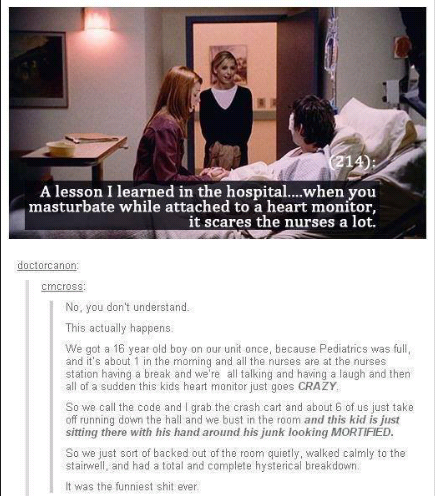 (214):
A lesson I learned in the hospital....when you
masturbate while attached to a heart monitor,
it scares the nurses a lot.
doctorcanon:
cmcross:
No, you don't understand.
This actually happens.
We got a 16 year old boy on our unit once, because Pediatrics was full,
and it's about 1 in the morning and all the nurses are at the nurses
station having a break and we're all talking and having a laugh and then
all of a sudden this kids heart monitor just goes CRAZY.
So we call the code and I grab the crash cart and about 6 of us just take
off running down the hall and we bust in the room and this kid is just
sitting there with his hand around his junk looking MORTIFIED.
So we just sort of backed out of the room quietly, walked calmly to the
stairwell, and had a total and complete hysterical breakdown.
It was the funniest shit ever.